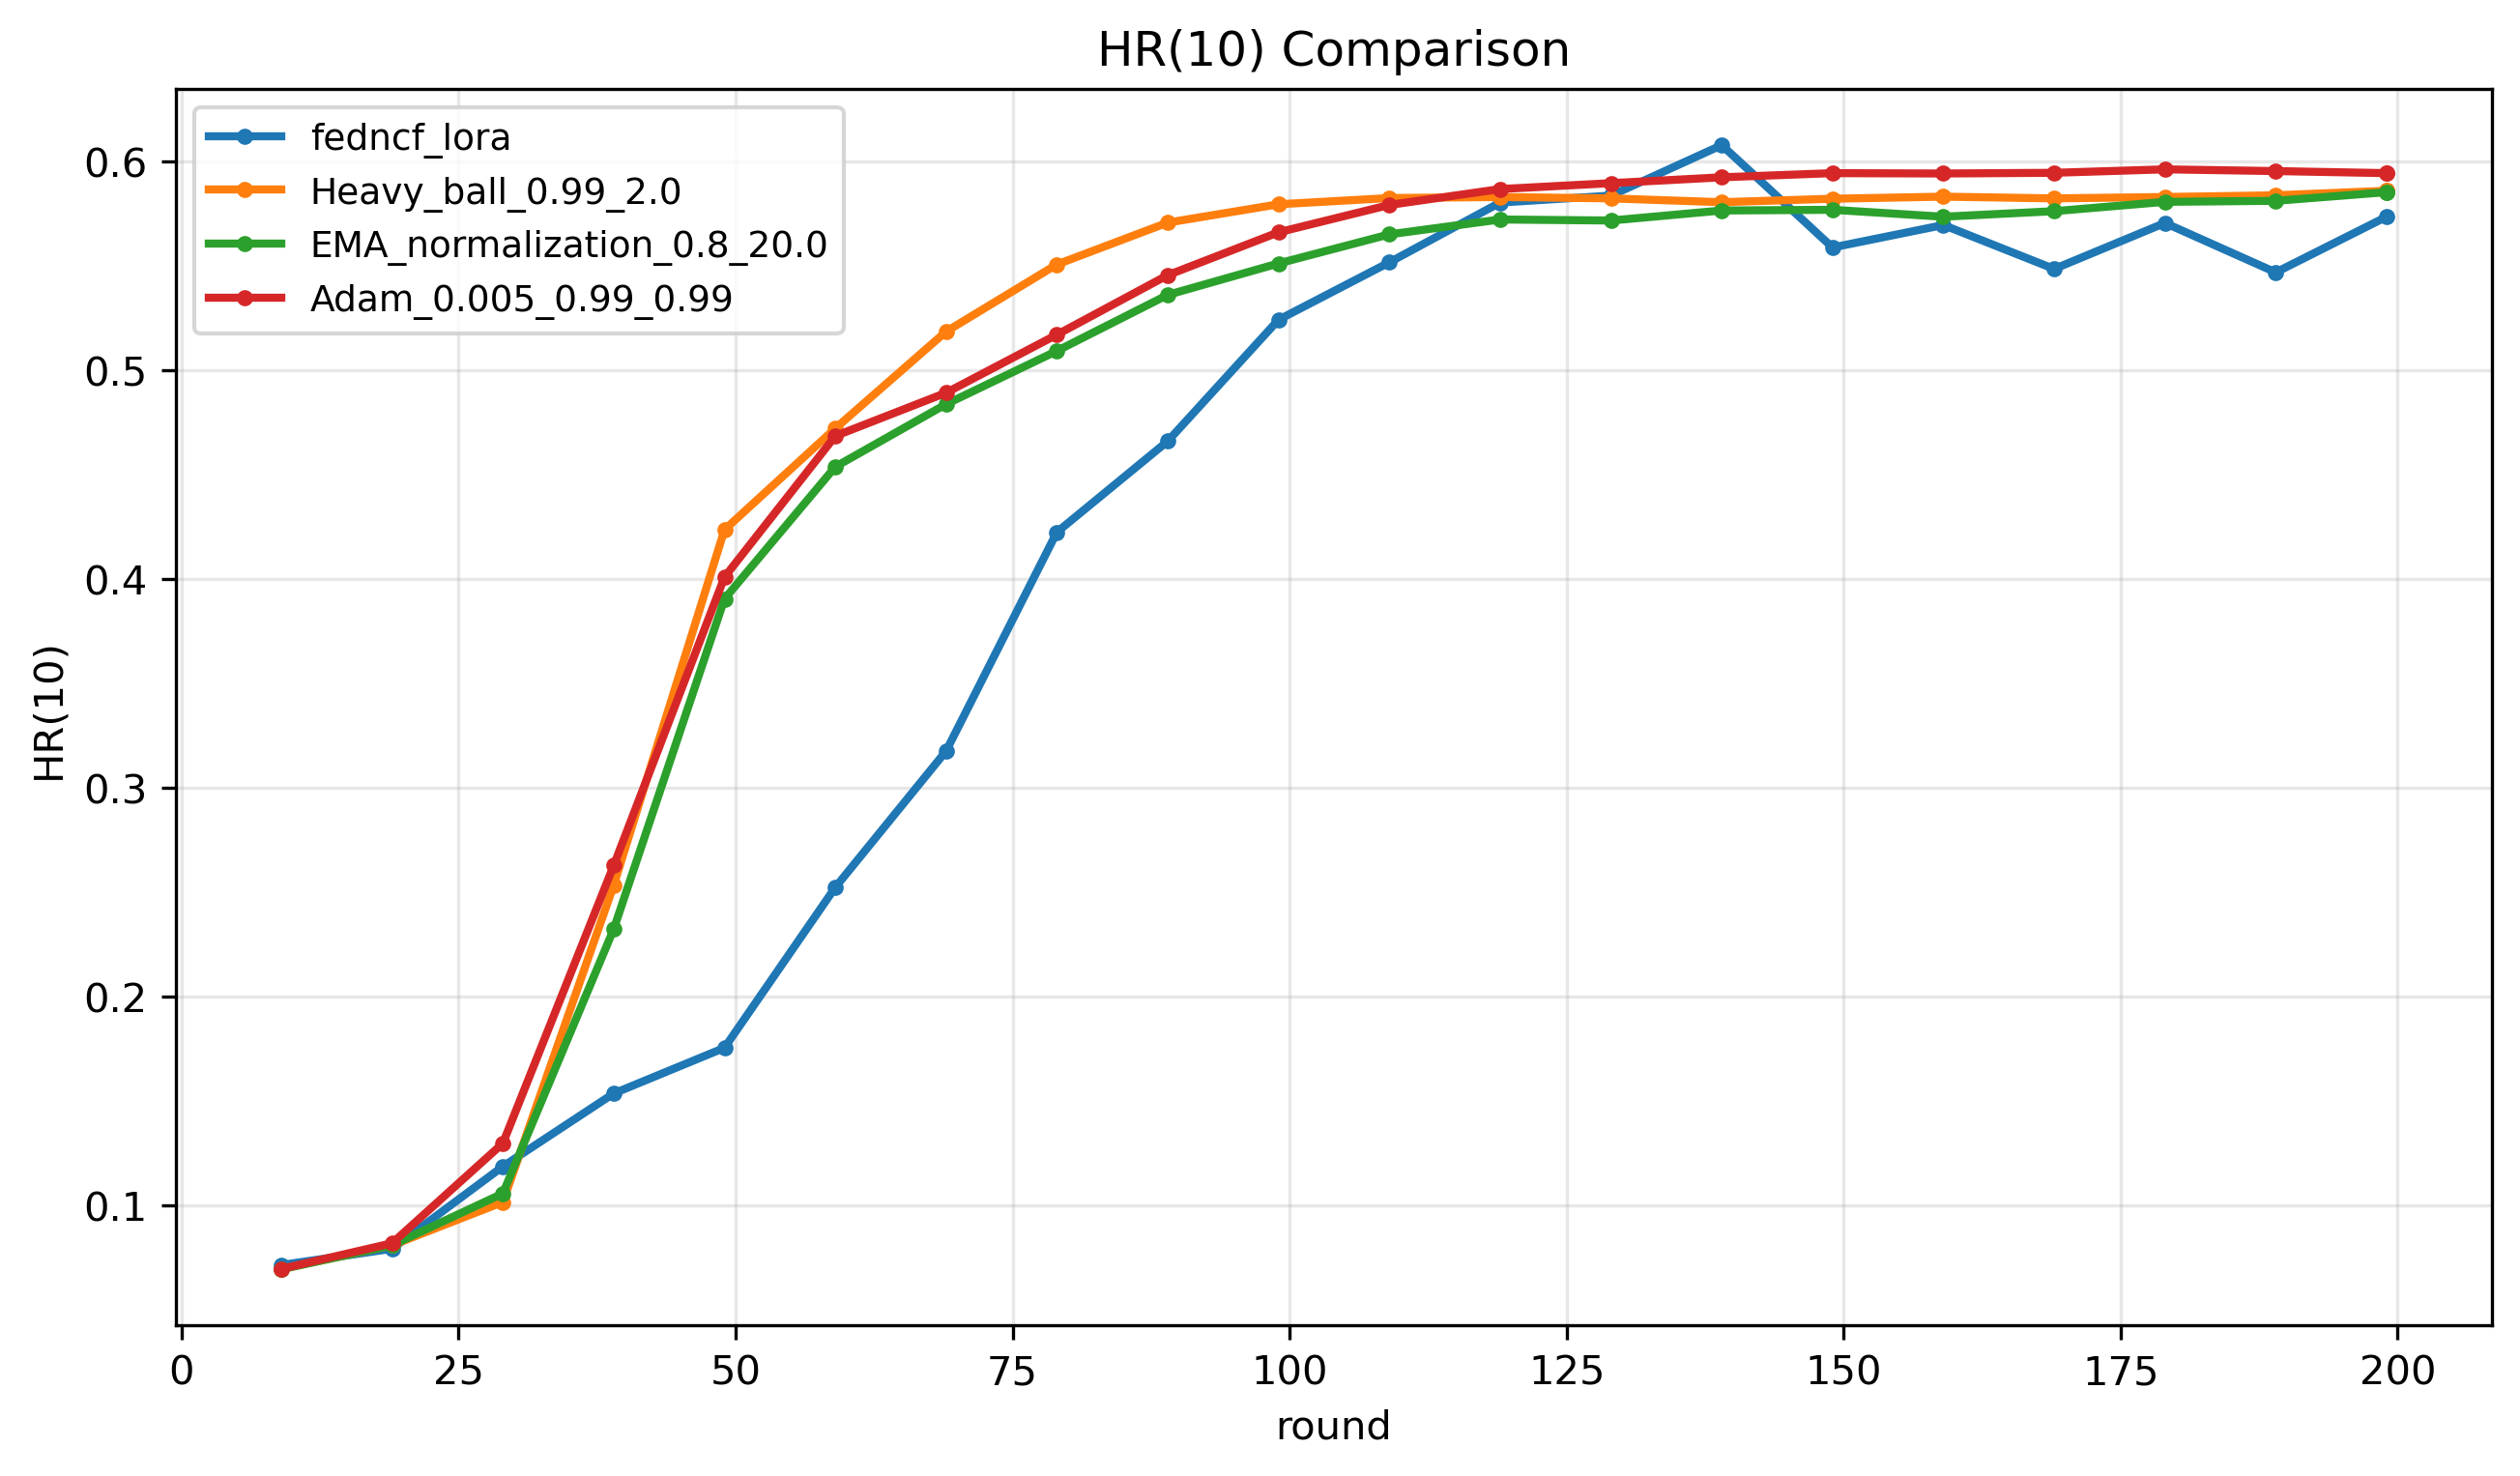 HR(10) Comparison
fedncf_lora
Heavy_ball_0.99_2.0
EMA_normalization_0.8_20.0
Adam_0.005_0.99_0.99
0.6
0.5
0.4
0.3
0.2
0.1
HR(10)
0 25 50 75 100 125 150 175 200
round